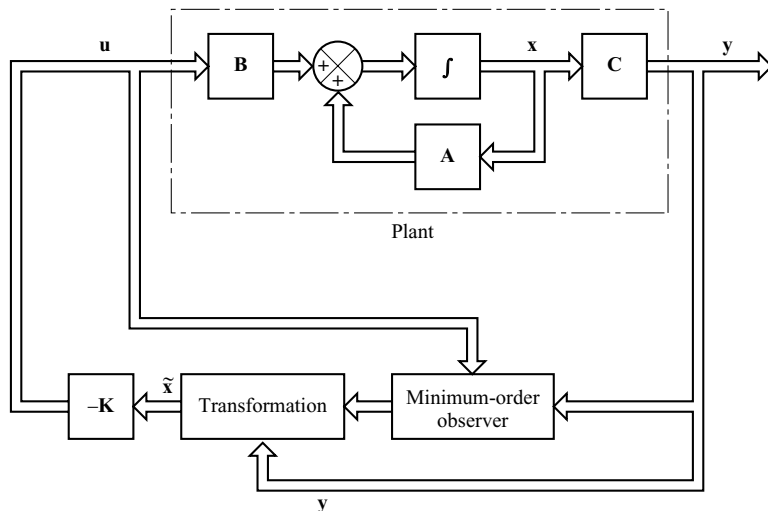 u
B
+
+
∫
x
C
y
A
Plant
–K
x̃
Transformation
Minimum-order
observer
y